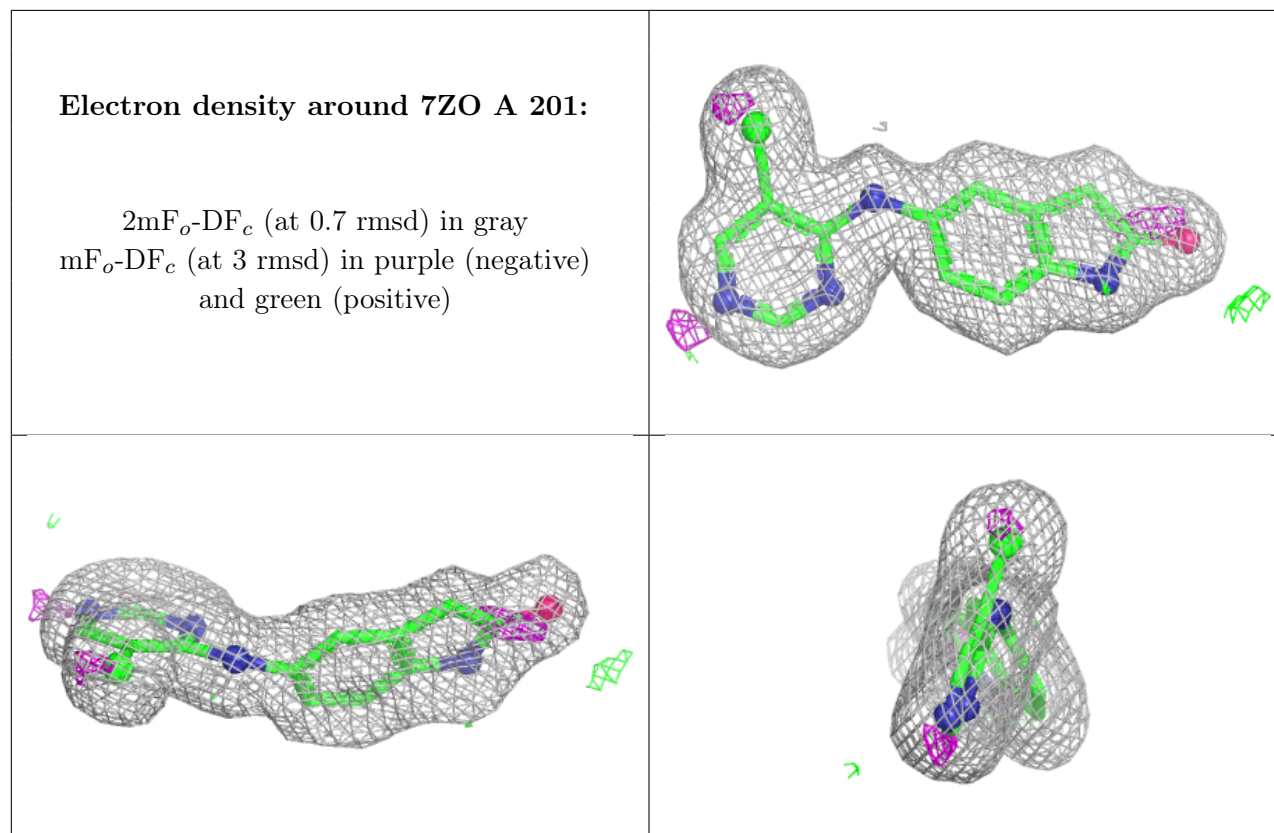 Electron density around 7ZO A 201:
2mFo-DFc (at 0.7 rmsd) in gray
mFo-DFc (at 3 rmsd) in purple (negative)
and green (positive)